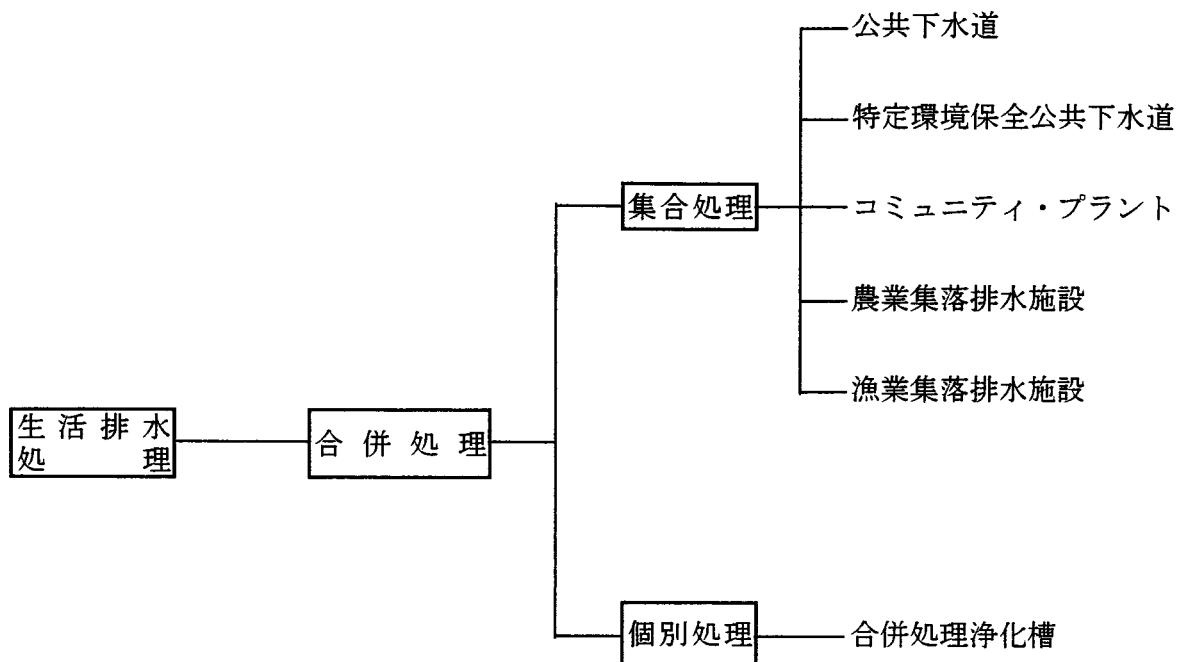 公共下水道
特定環境保全公共下水道
集合処理
コミュニティ・プラント
農業集落排水施設
漁業集落排水施設
生活排水
処理
合併処理
個別処理
合併処理浄化槽